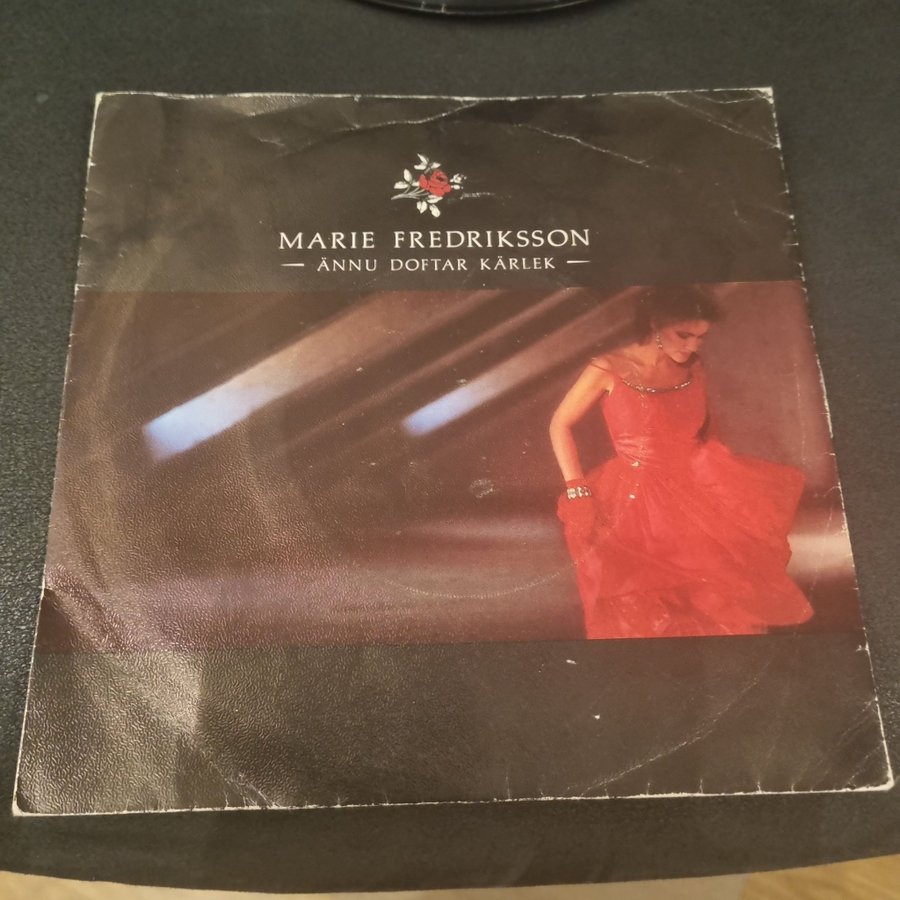 MARIE FREDRIKSSON
— ÄNNU DOFTAR KÄRLEK —